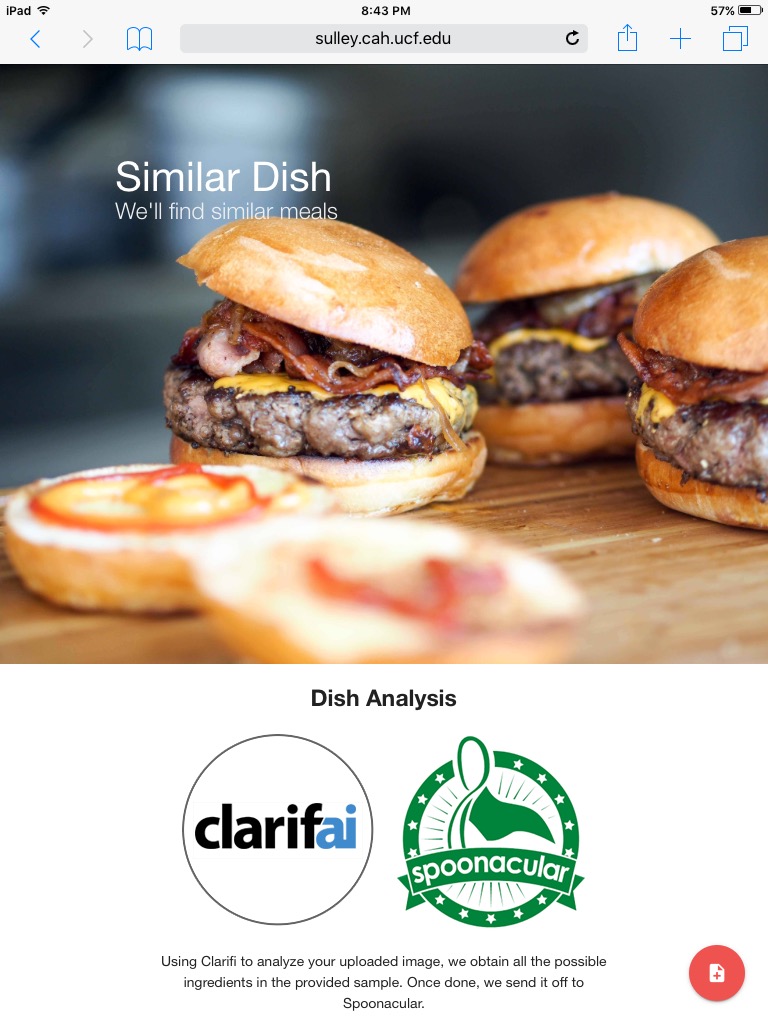 iPad
8:43 PM
57%
sulley.cah.ucf.edu
Similar Dish
We'll find similar meals
Dish Analysis
clarifai
spoonacular
Using Clarifi to analyze your uploaded image, we obtain all the possible
ingredients in the provided sample. Once done, we send it off to
Spoonacular.